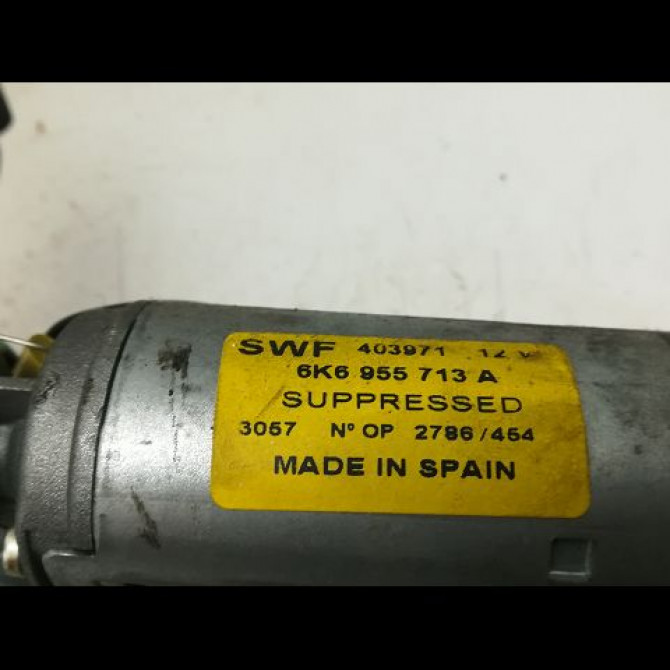 SWF 403971 12 V
6K6 955 713 A
SUPPRESSED
3057 Nº OP 2786/454
MADE IN SPAIN